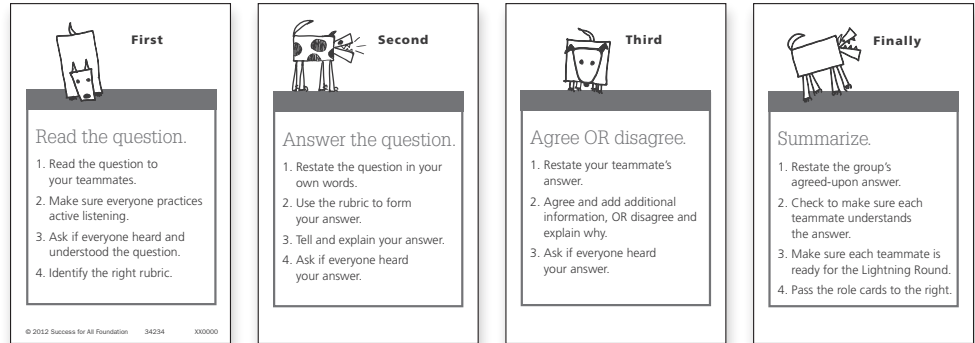 First
Read the question.
1. Read the question to
your teammates.
2. Make sure everyone practices
active listening.
3. Ask if everyone heard and
understood the question.
4. Identify the right rubric.
© 2012 Success for All Foundation 34234 XX0000
Second
Answer the question.
1. Restate the question in your
own words.
2. Use the rubric to form
your answer.
3. Tell and explain your answer.
4. Ask if everyone heard
your answer.
Third
Agree OR disagree.
1. Restate your teammate's
answer.
2. Agree and add additional
information, OR disagree and
explain why.
3. Ask if everyone heard
your answer.
Finally
Summarize.
1. Restate the group's
agreed-upon answer.
2. Check to make sure each
teammate understands
the answer.
3. Make sure each teammate is
ready for the Lightning Round.
4. Pass the role cards to the right.